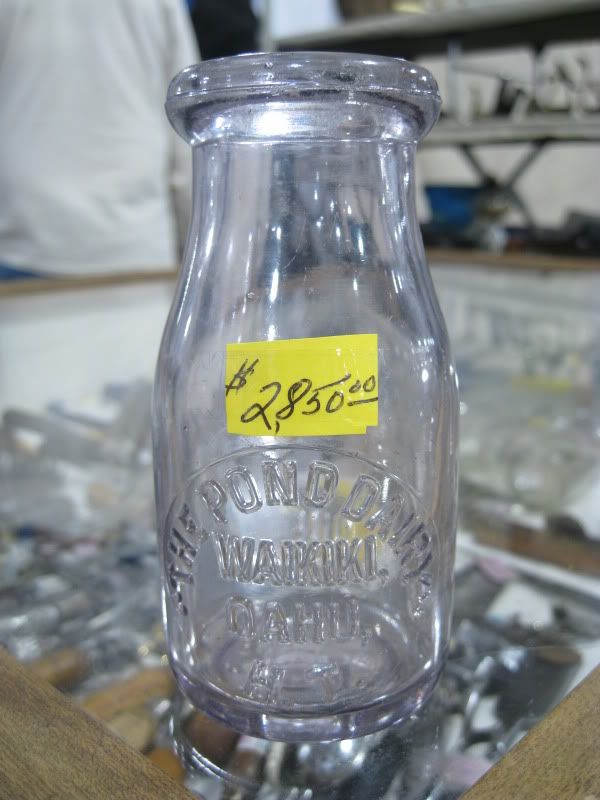 $ 2,850.00
"THE POND DAIRY"
WAIKIKI,
OAHU,
H. T.